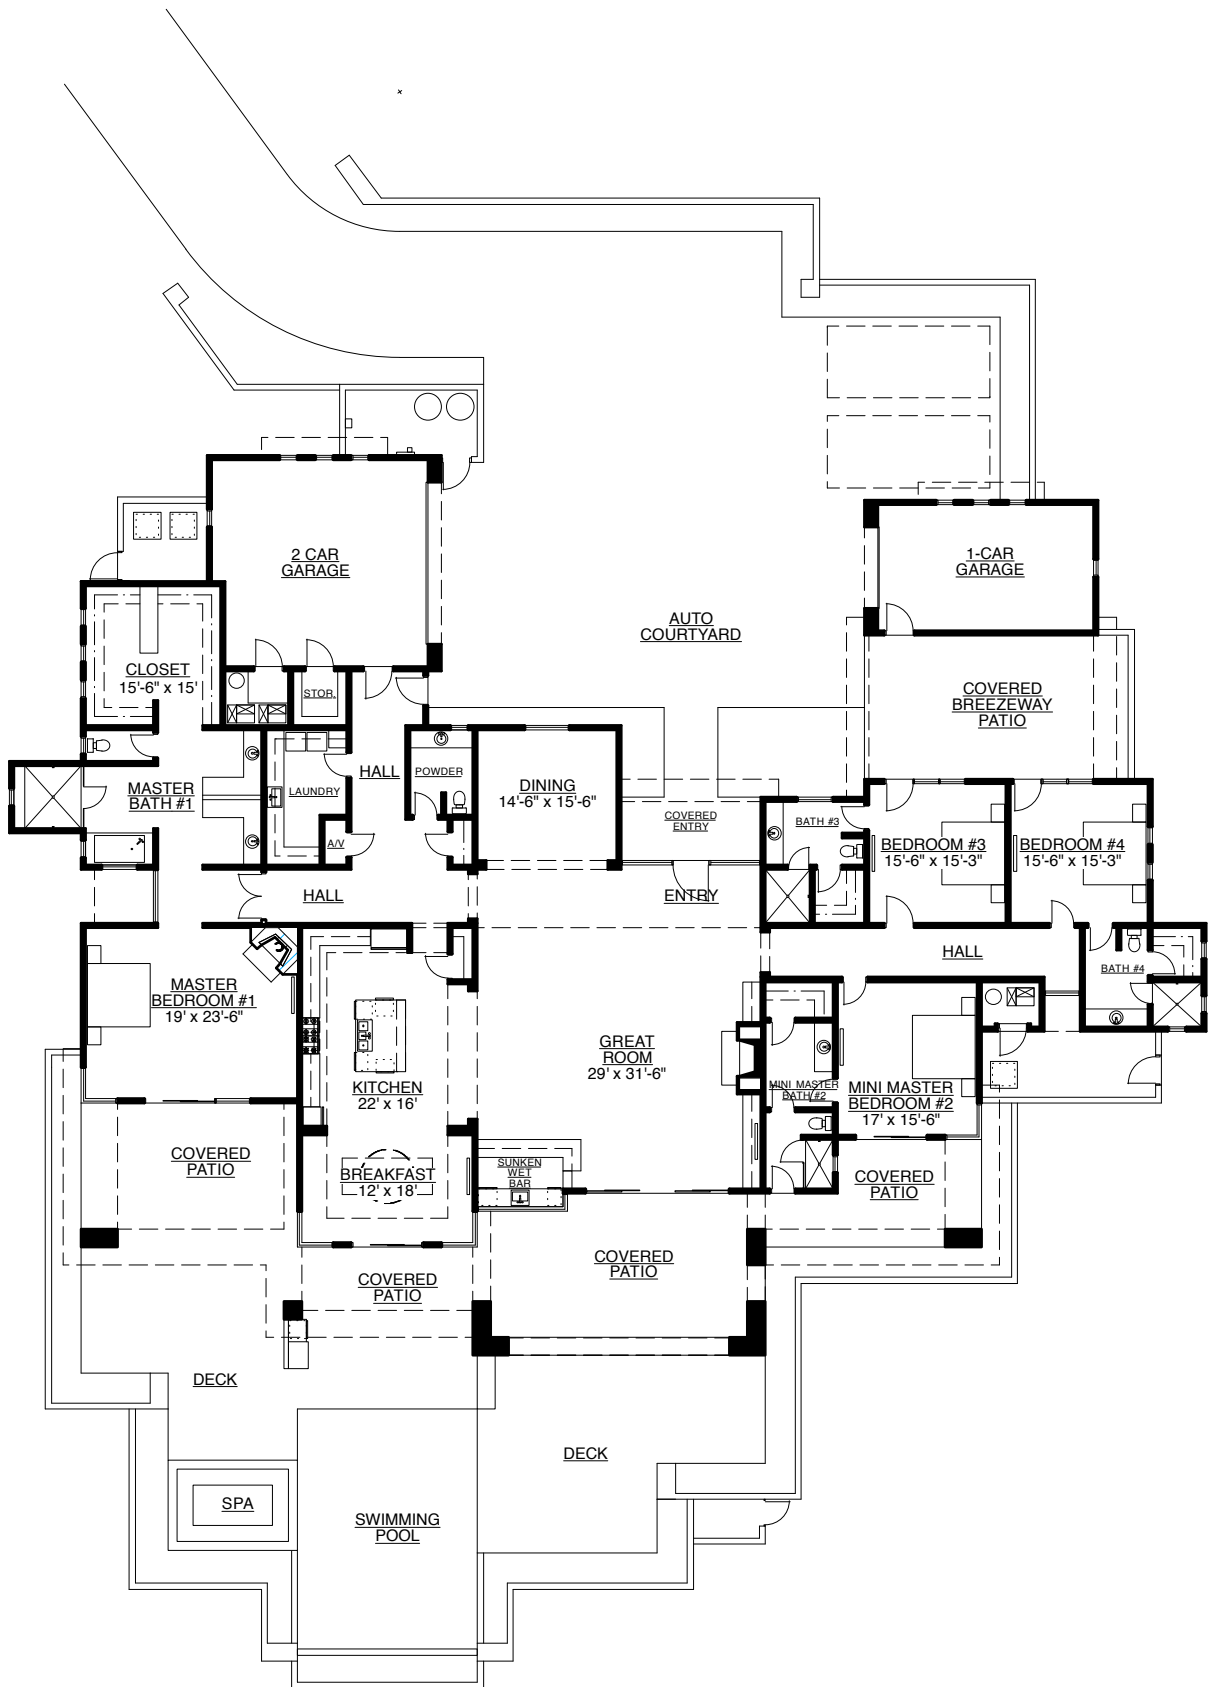 2 CAR
GARAGE
1-CAR
GARAGE
AUTO
COURTYARD
CLOSET
15'-6" x 15'
STOR.
COVERED
BREEZEWAY
PATIO
HALL
POWDER
LAUNDRY
DINING
14'-6" x 15'-6"
MASTER
BATH #1
A/V
COVERED
ENTRY
BATH #3
BEDROOM #3
15'-6" x 15'-3"
BEDROOM #4
15'-6" x 15'-3"
HALL
ENTRY
HALL
BATH #4
MASTER
BEDROOM #1
19' x 23'-6"
GREAT
ROOM
29' x 31'-6"
KITCHEN
22' x 16'
MINI MASTER
BATH #2
MINI MASTER
BEDROOM #2
17' x 15'-6"
COVERED
PATIO
BREAKFAST
12' x 18'
SUNKEN
WET
BAR
COVERED
PATIO
COVERED
PATIO
COVERED
PATIO
DECK
DECK
SPA
SWIMMING
POOL